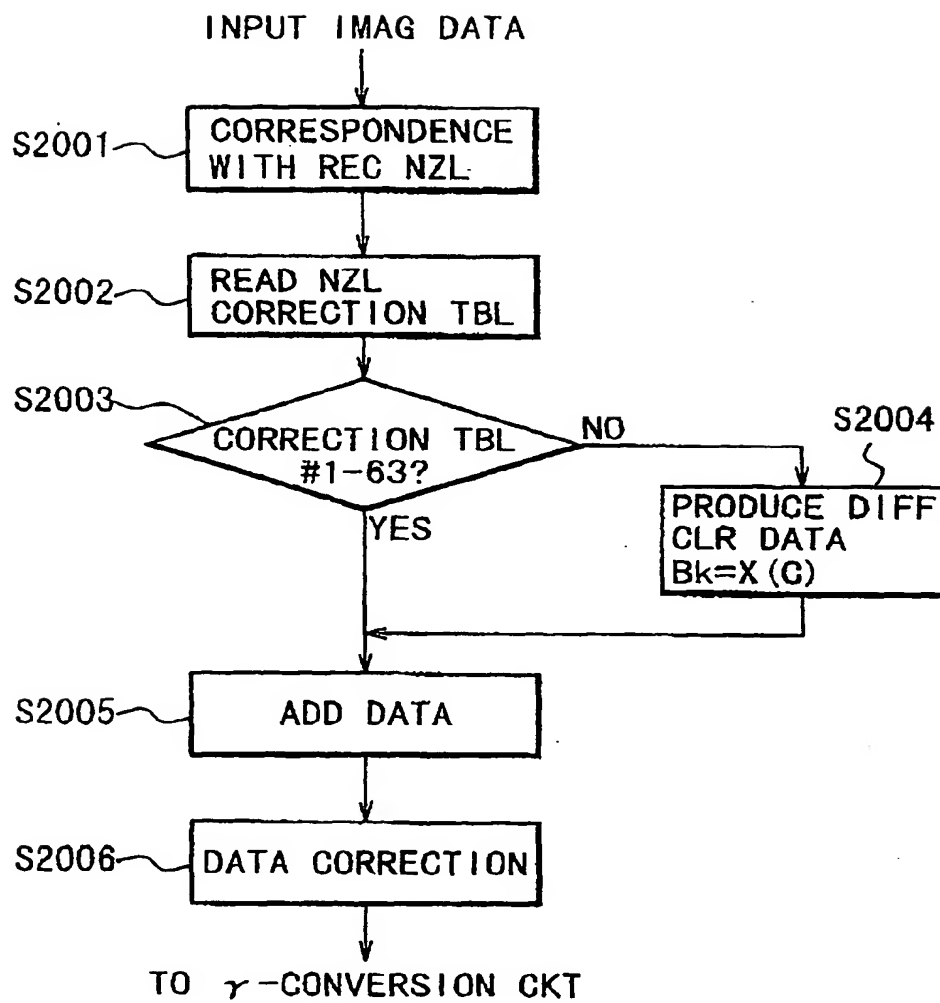 INPUT IMAG DATA
S2001
CORRESPONDENCE
WITH REC NZL
S2002
READ NZL
CORRECTION TBL
S2003
CORRECTION TBL
#1-63?
NO
YES
S2004
PRODUCE DIFF
CLR DATA
Bk=X(C)
S2005
ADD DATA
S2006
DATA CORRECTION
TO γ-CONVERSION CKT